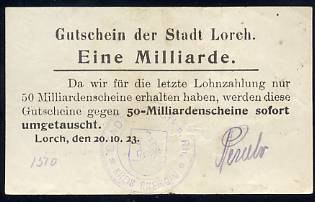 Gutschein der Stadt Lorch.
Eine Milliarde.
Da wir für die letzte Lohnzahlung nur
50 Milliardenscheine erhalten haben, werden diese
Gutscheine gegen 50-Milliardenscheine sofort
umgetauscht.
Lorch, den 20. 10. 23.
1570